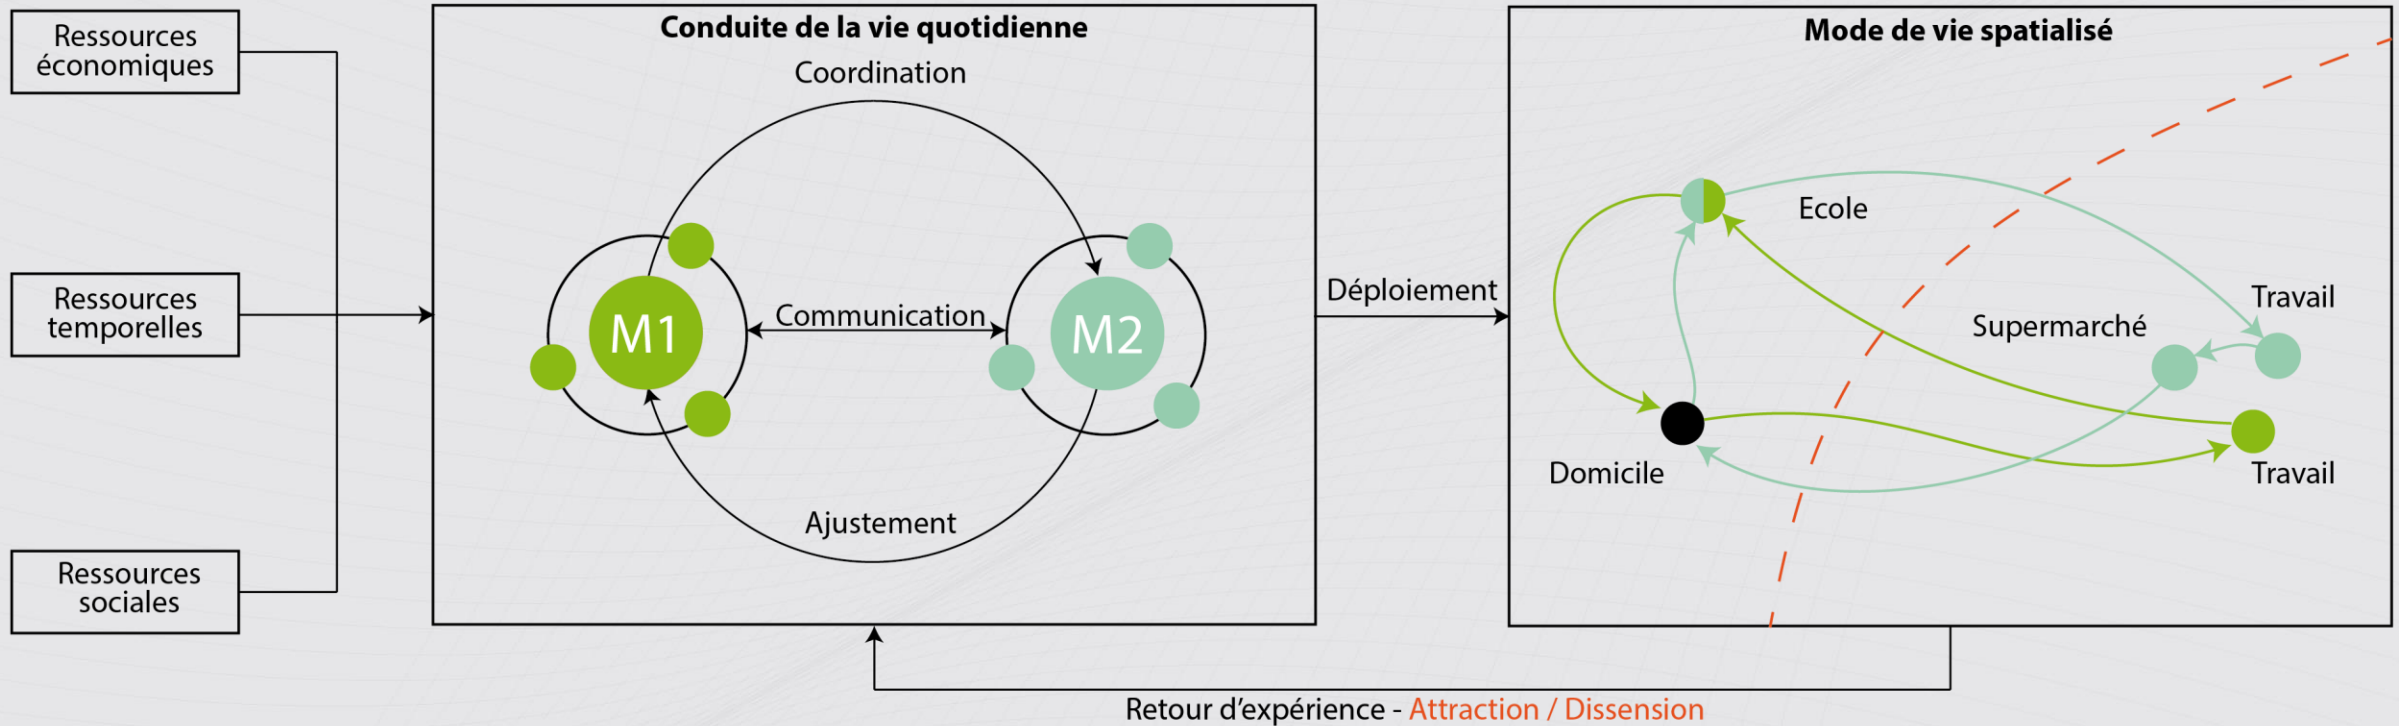 Ressources
économiques
Ressources
temporelles
Ressources
sociales
Conduite de la vie quotidienne
Coordination
M1
Communication
M2
Ajustement
Déploiement
Mode de vie spatialisé
Ecole
Travail
Supermarché
Domicile
Travail
Retour d’expérience - Attraction / Dissension